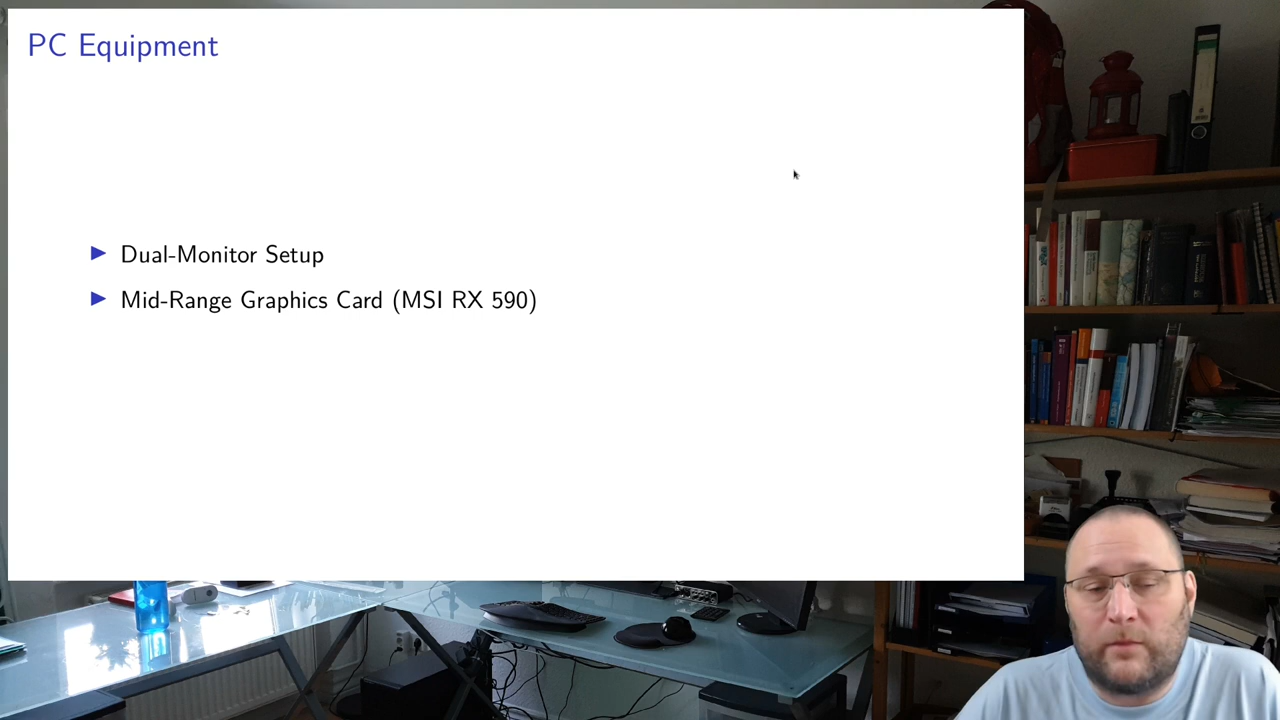 PC Equipment
Dual-Monitor Setup
Mid-Range Graphics Card (MSI RX 590)